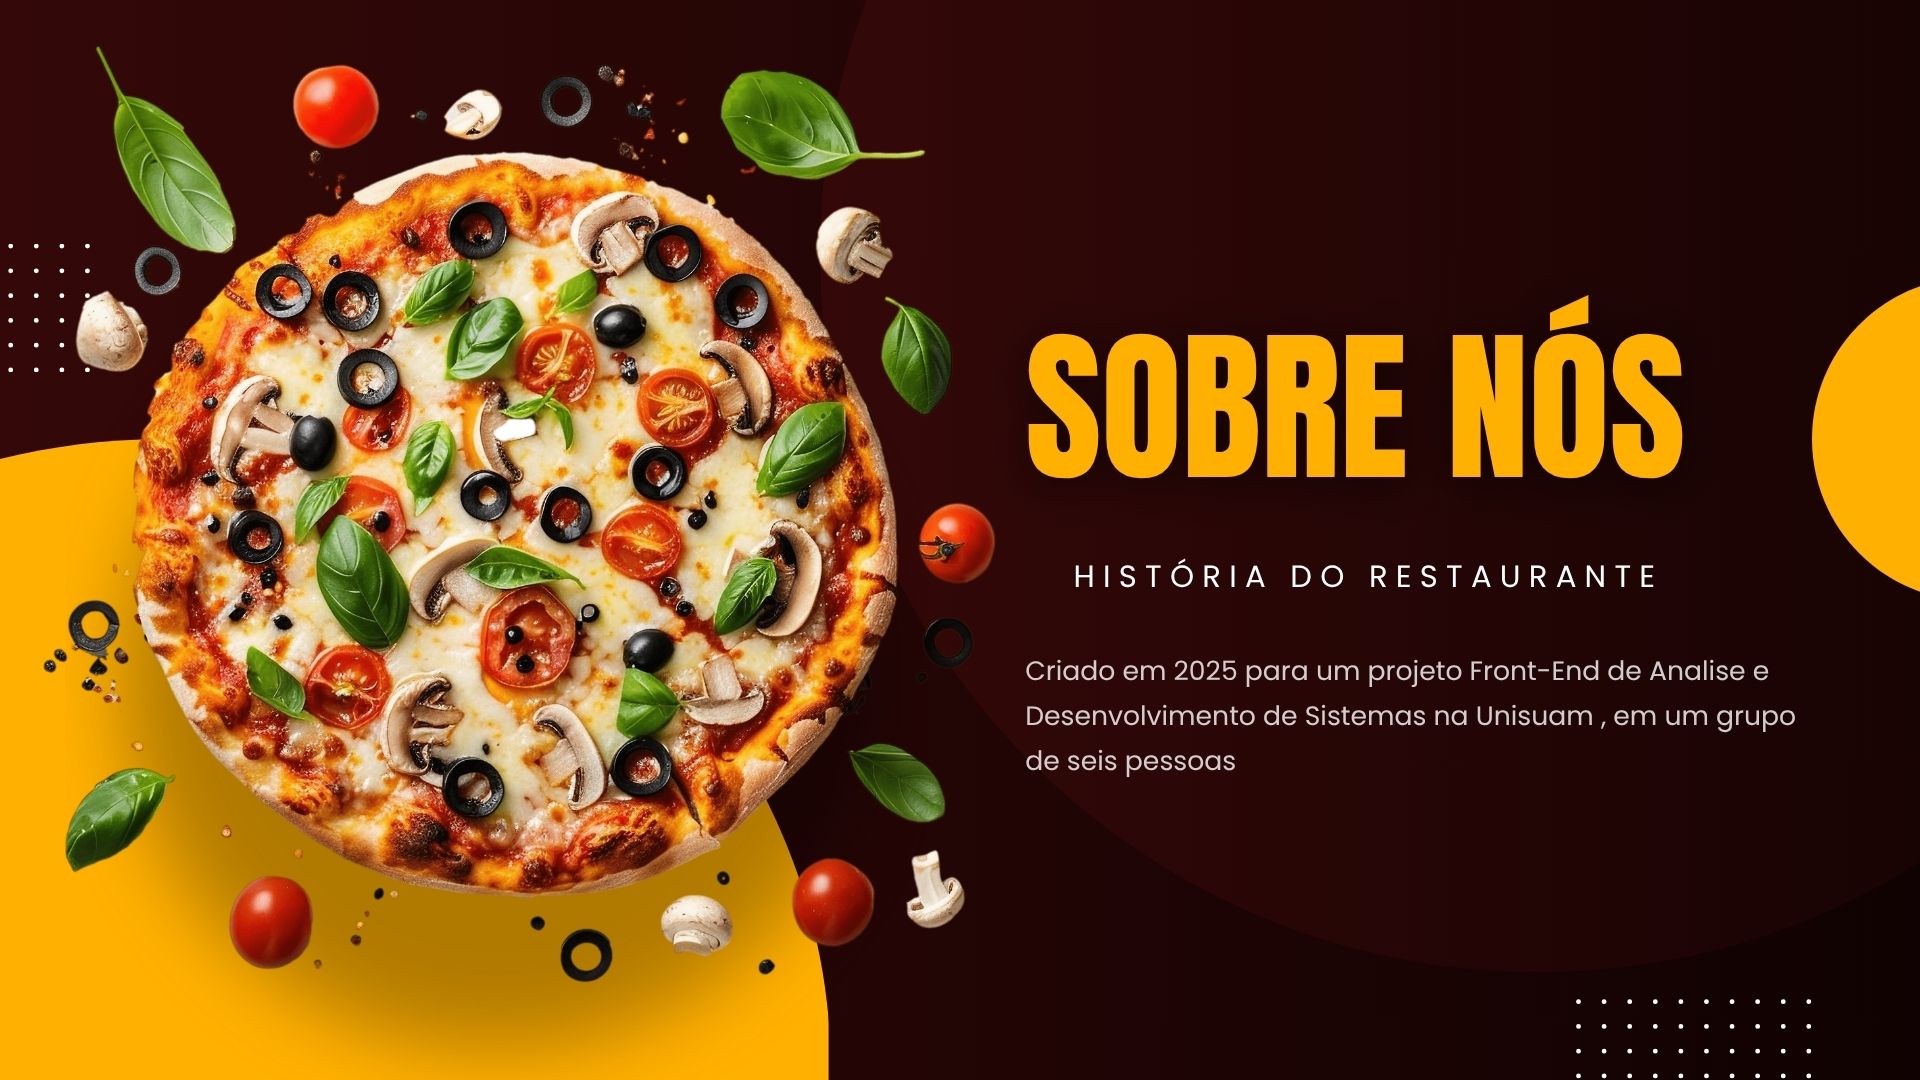 SOBRE NÓS
HISTÓRIA DO RESTAURANTE
Criado em 2025 para um projeto Front-End de Analise e
Desenvolvimento de Sistemas na Unisuam , em um grupo
de seis pessoas